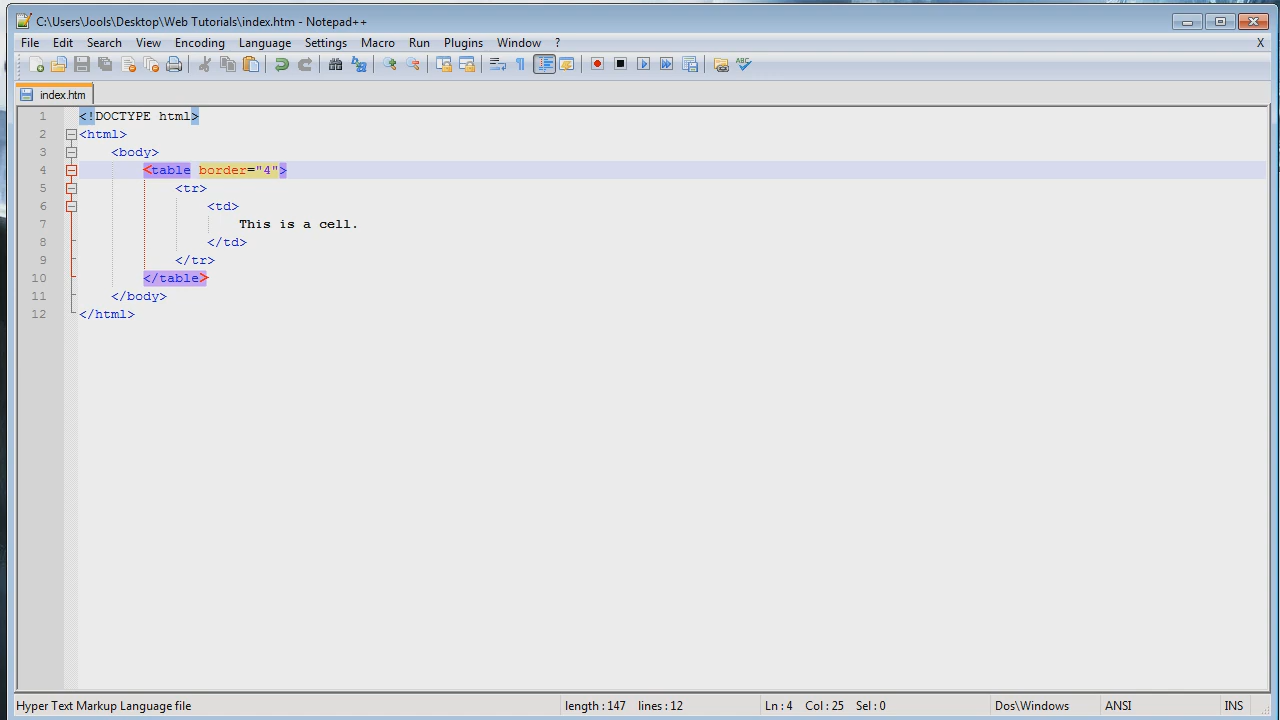 C:\Users\Jools\Desktop\Web Tutorials\index.htm - Notepad++
File Edit Search View Encoding Language Settings Macro Run Plugins Window ? X
index.htm
1 <!DOCTYPE html>
2 <html>
3 <body>
4 <table border="4">
5 <tr>
6 <td>
7 This is a cell.
8 </td>
9 </tr>
10 </table>
11 </body>
12 </html>
Hyper Text Markup Language file length : 147 lines : 12 Ln : 4 Col : 25 Sel : 0 Dos\Windows ANSI INS